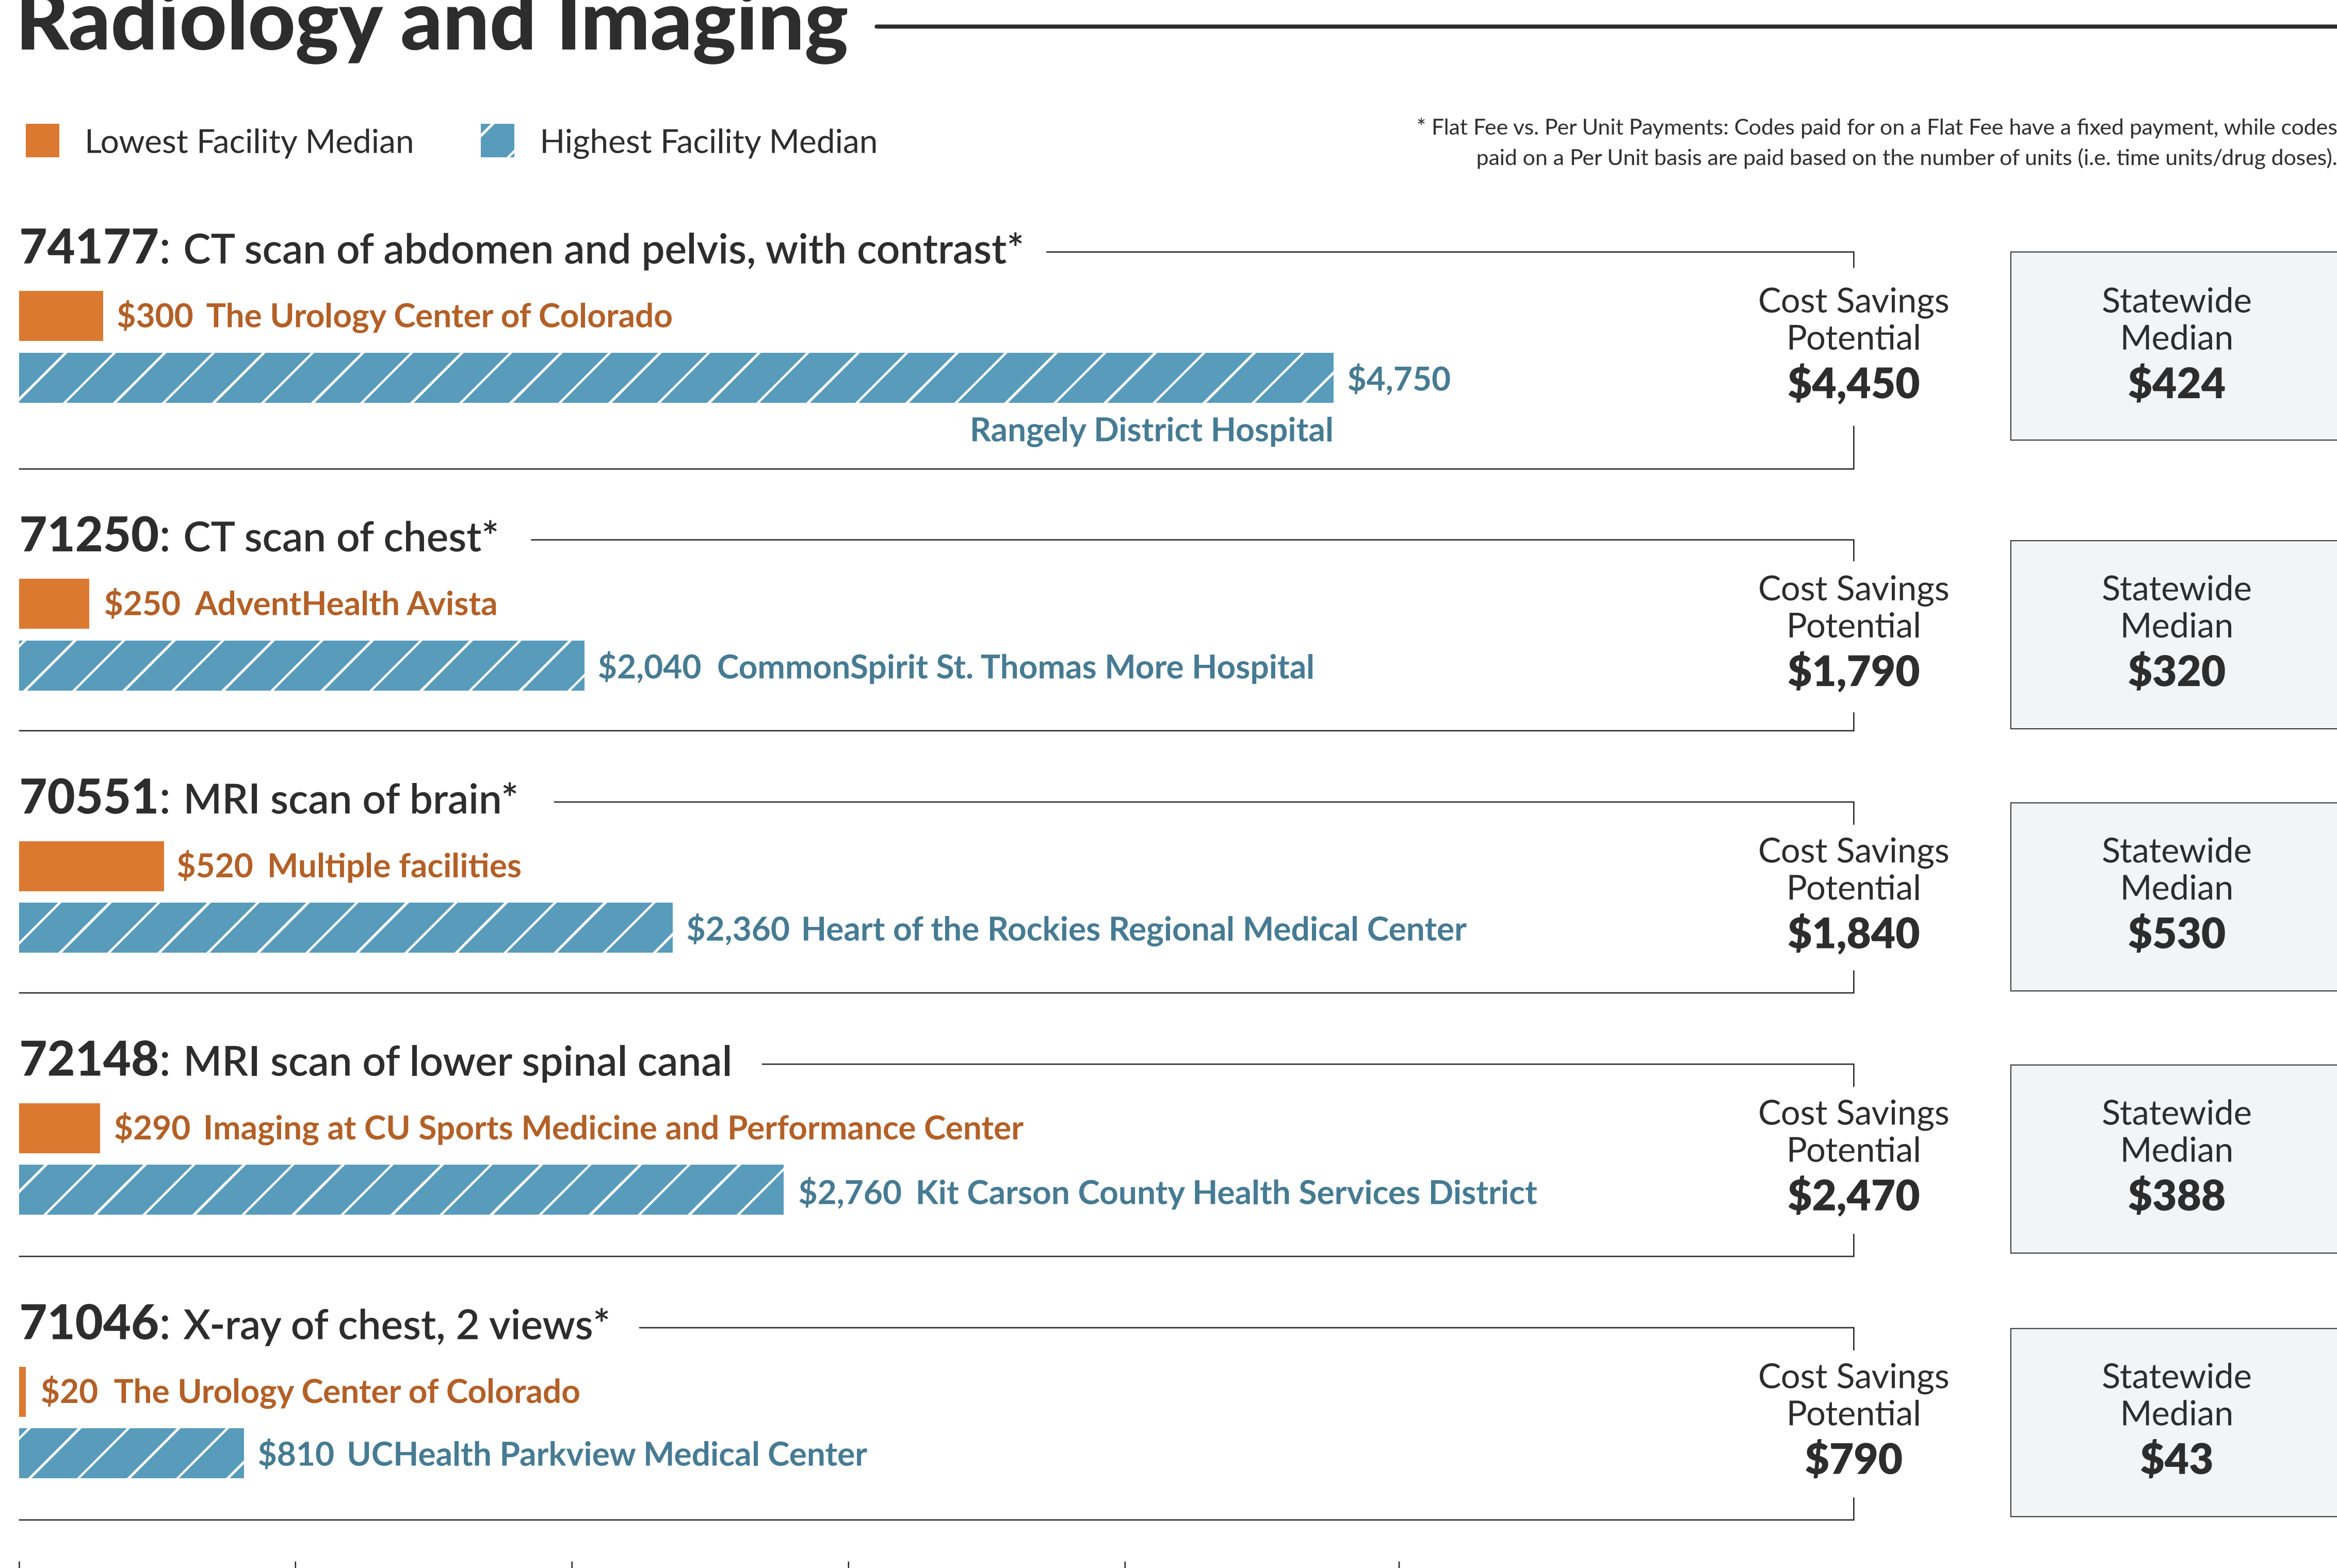 Radiology and Imaging
Lowest Facility Median
Highest Facility Median
* Flat Fee vs. Per Unit Payments: Codes paid for on a Flat Fee have a fixed payment, while codes
paid on a Per Unit basis are paid based on the number of units (i.e. time units/drug doses).
74177: CT scan of abdomen and pelvis, with contrast*
$300 The Urology Center of Colorado
$4,750
Rangely District Hospital
Cost Savings
Potential
$4,450
Statewide
Median
$424
71250: CT scan of chest*
$250 AdventHealth Avista
$2,040 CommonSpirit St. Thomas More Hospital
Cost Savings
Potential
$1,790
Statewide
Median
$320
70551: MRI scan of brain*
$520 Multiple facilities
$2,360 Heart of the Rockies Regional Medical Center
Cost Savings
Potential
$1,840
Statewide
Median
$530
72148: MRI scan of lower spinal canal
$290 Imaging at CU Sports Medicine and Performance Center
$2,760 Kit Carson County Health Services District
Cost Savings
Potential
$2,470
Statewide
Median
$388
71046: X-ray of chest, 2 views*
$20 The Urology Center of Colorado
$810 UCHealth Parkview Medical Center
Cost Savings
Potential
$790
Statewide
Median
$43